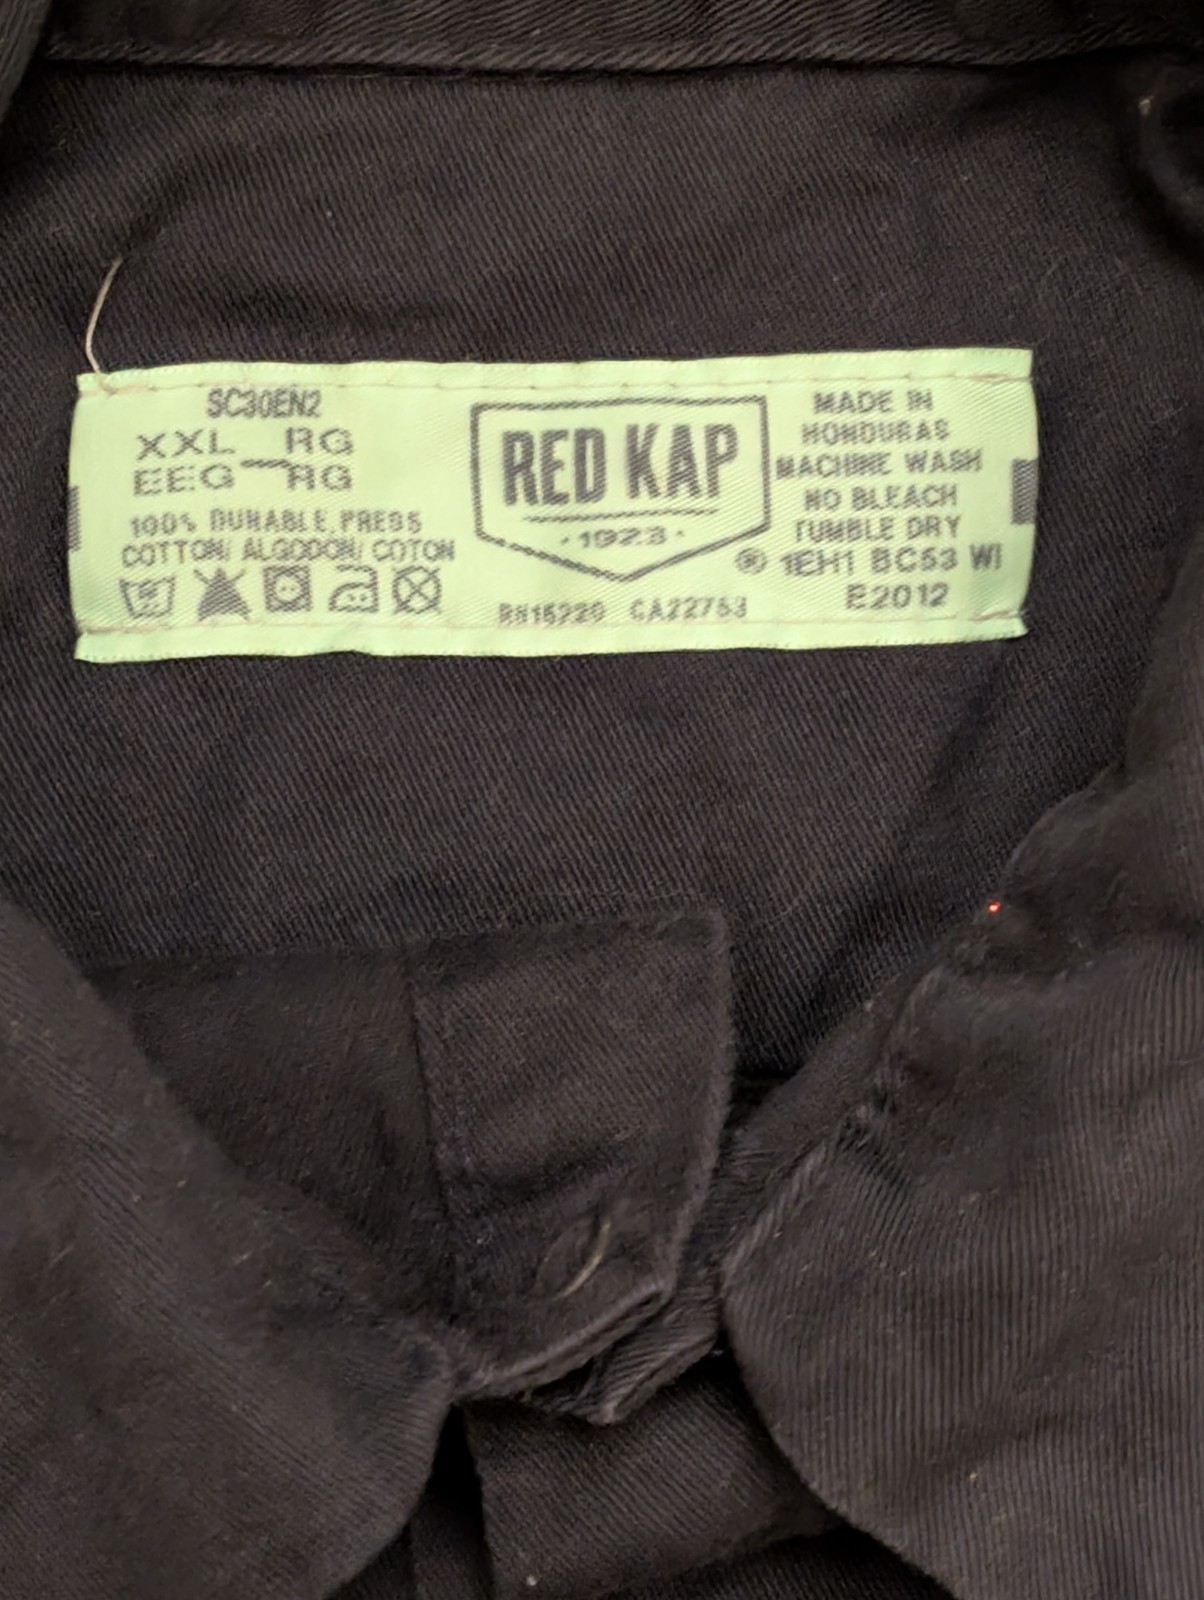 SC30EN2
XXL RG
EEG RG
100% DURABLE PRESS
COTTON/ ALGODON/ COTON
RED KAP
·1923·
RN16220 CA22753
MADE IN
HONDURAS
MACHINE WASH
NO BLEACH
TUMBLE DRY
® 1EH1 BC53 WI
E2012